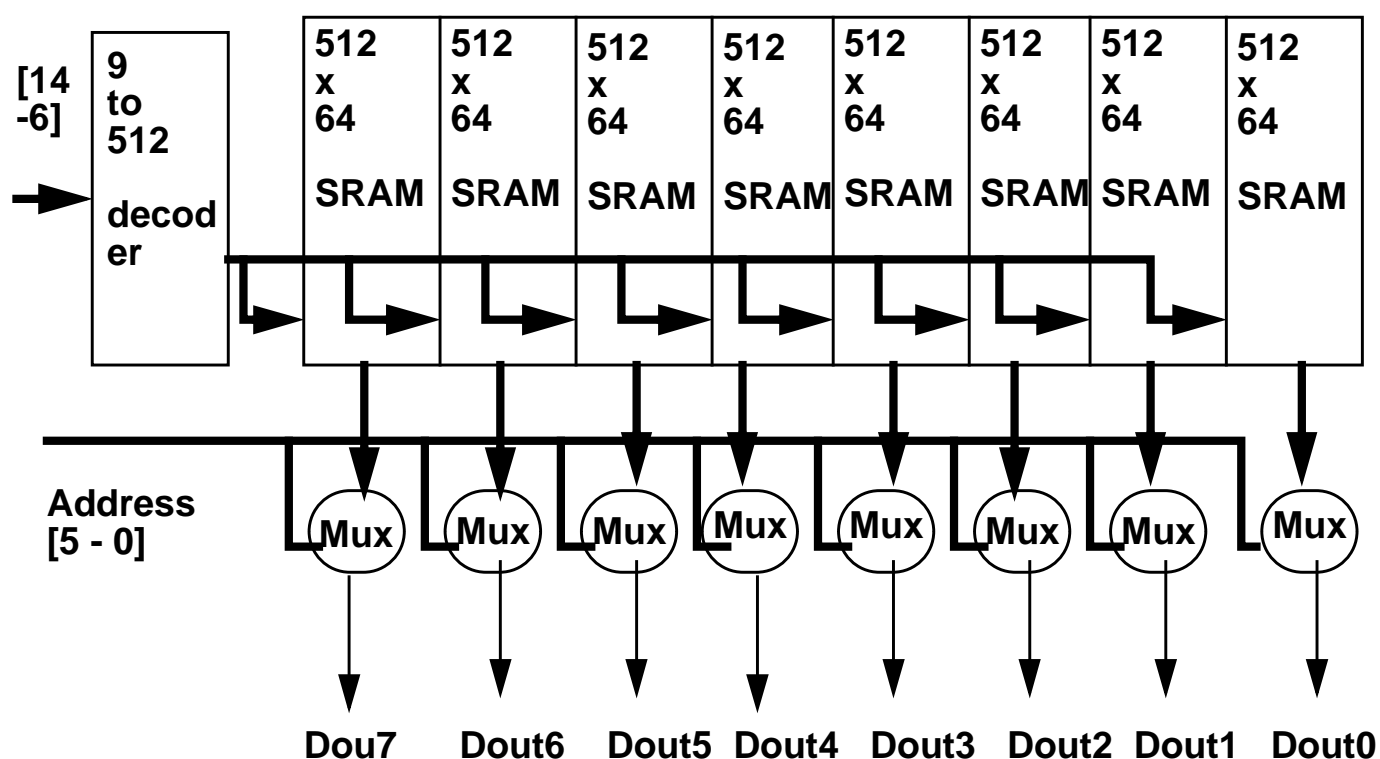 [14
-6]
9
to
512
decod
er
512
x
64
SRAM
512
x
64
SRAM
512
x
64
SRAM
512
x
64
SRAM
512
x
64
SRAM
512
x
64
SRAM
512
x
64
SRAM
512
x
64
SRAM
Address
[5 - 0]
Mux
Mux
Mux
Mux
Mux
Mux
Mux
Mux
Dou7
Dout6
Dout5
Dout4
Dout3
Dout2
Dout1
Dout0